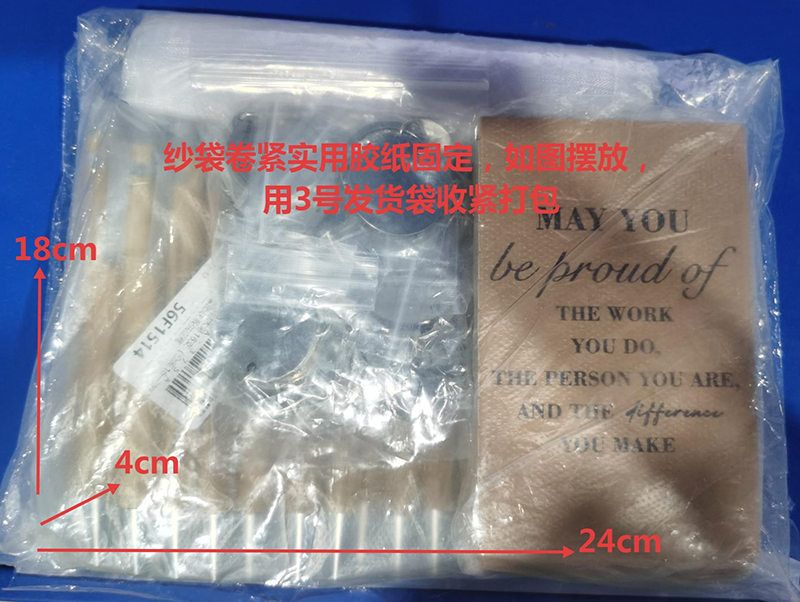 纱袋卷紧实用胶纸固定，如图摆放，
用3号发货袋收紧打包
MAY YOU
be proud of
THE WORK
YOU DO,
THE PERSON YOU ARE,
AND THE difference
YOU MAKE
18cm
56F1S14
4cm
24cm